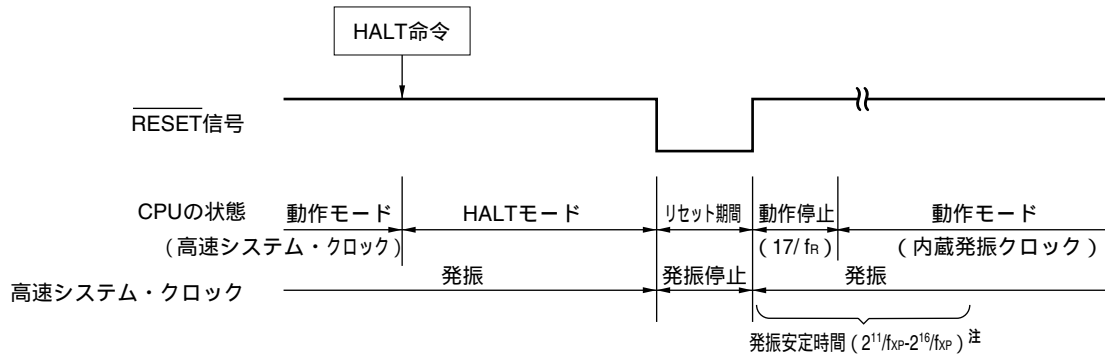 HALT命令
RESET信号
CPUの状態 動作モード HALTモード リセット期間 動作停止 動作モード
(高速システム・クロック) (17/fR) (内蔵発振クロック)
高速システム・クロック 発振 発振停止 発振
発振安定時間(2^11/fXP-2^16/fXP)注